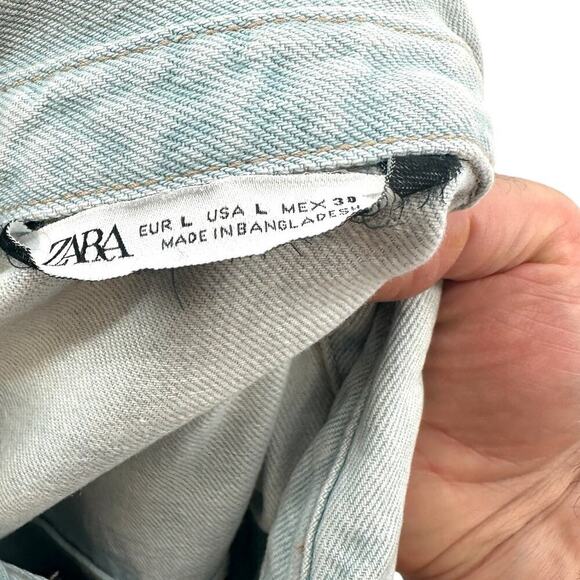 ZARA
EUR L USA L MEX 30
MADE IN BANGLADESH